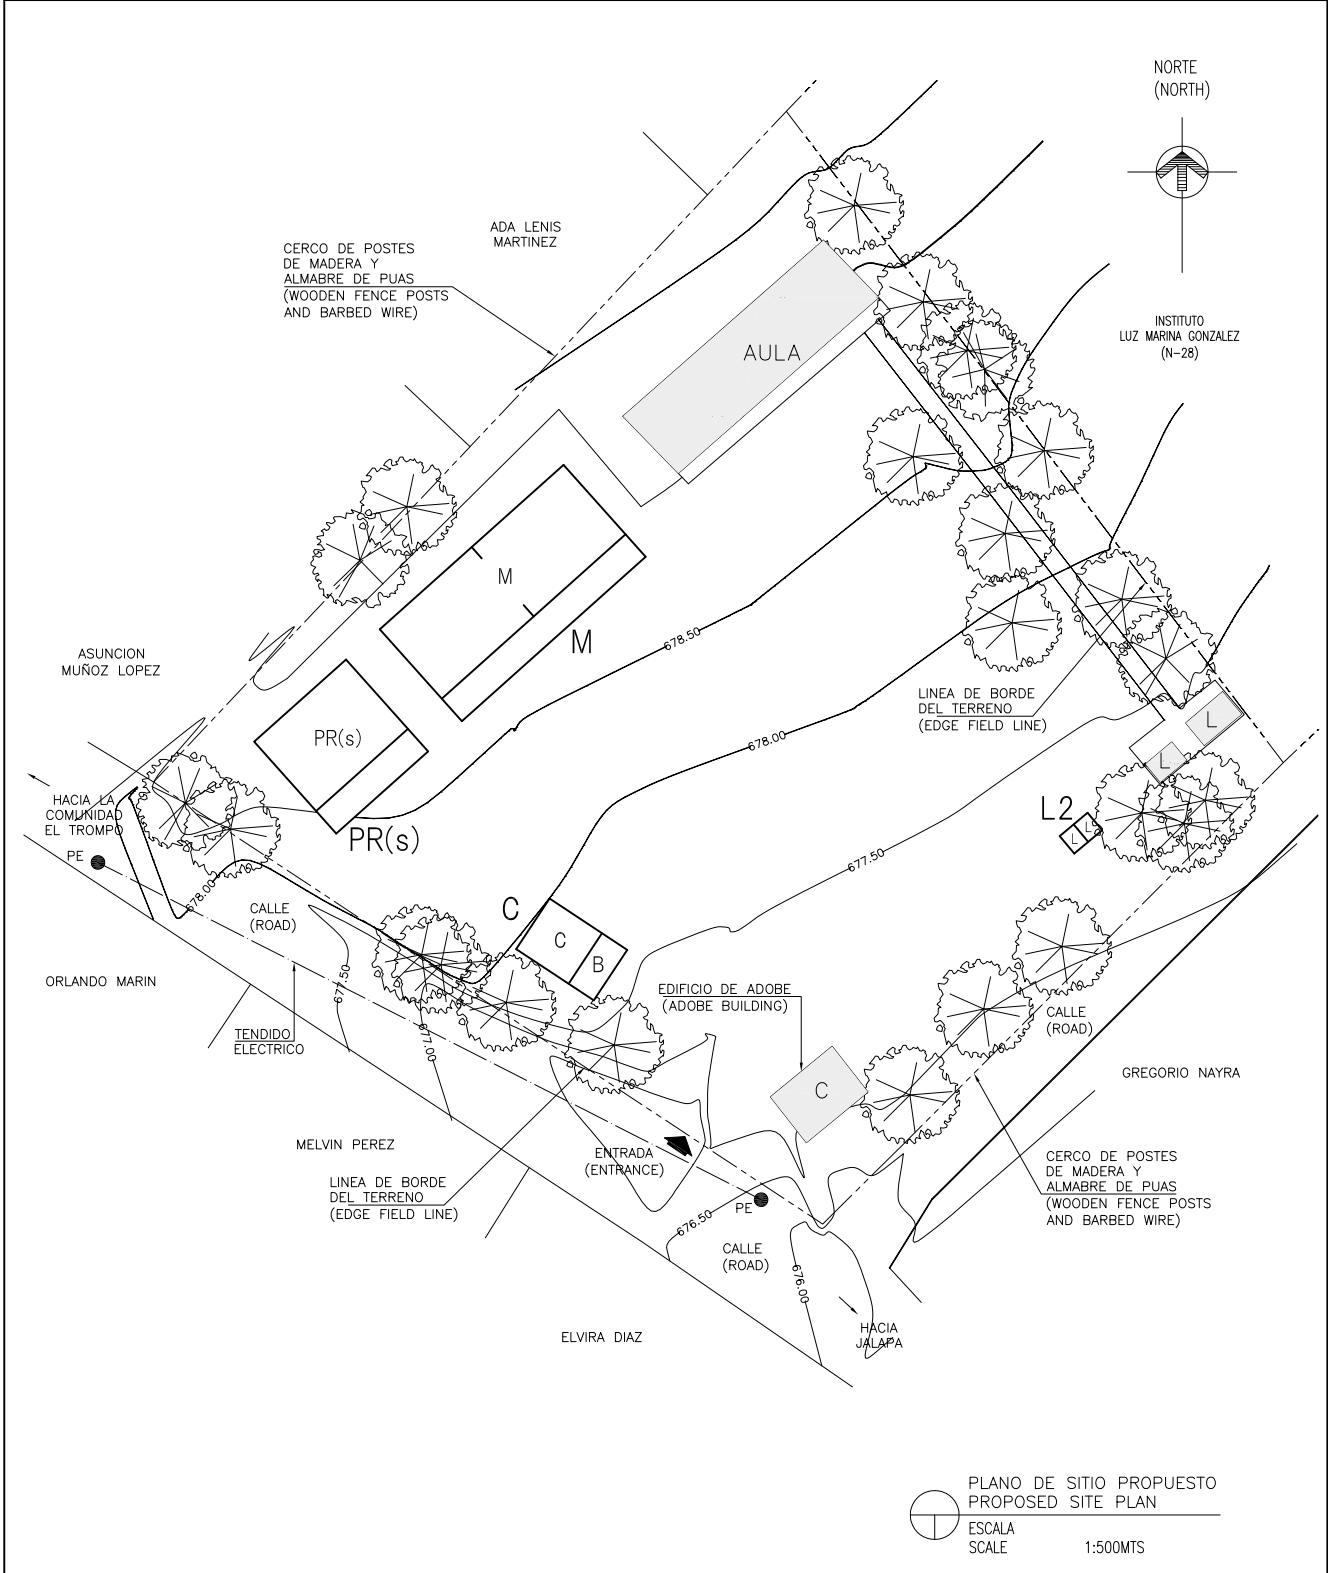 NORTE
(NORTH)
ADA LENIS
MARTINEZ
CERCO DE POSTES
DE MADERA Y
ALMABRE DE PUAS
(WOODEN FENCE POSTS
AND BARBED WIRE)
INSTITUTO
LUZ MARINA GONZALEZ
(N-28)
AULA
M
M
678.50
ASUNCION
MUÑOZ LOPEZ
LINEA DE BORDE
DEL TERRENO
(EDGE FIELD LINE)
L
L
PR(s)
PR(s)
678.00
HACIA LA
COMUNIDAD
EL TROMPO
PE
L2
L
L
677.50
678.00
CALLE
(ROAD)
C
C
B
ORLANDO MARIN
677.50
EDIFICIO DE ADOBE
(ADOBE BUILDING)
CALLE
(ROAD)
TENDIDO
ELECTRICO
677.00
GREGORIO NAYRA
C
MELVIN PEREZ
ENTRADA
(ENTRANCE)
CERCO DE POSTES
DE MADERA Y
ALMABRE DE PUAS
(WOODEN FENCE POSTS
AND BARBED WIRE)
LINEA DE BORDE
DEL TERRENO
(EDGE FIELD LINE)
676.50
PE
CALLE
(ROAD)
676.00
ELVIRA DIAZ
HACIA
JALAPA
PLANO DE SITIO PROPUESTO
PROPOSED SITE PLAN
ESCALA
SCALE 1:500MTS